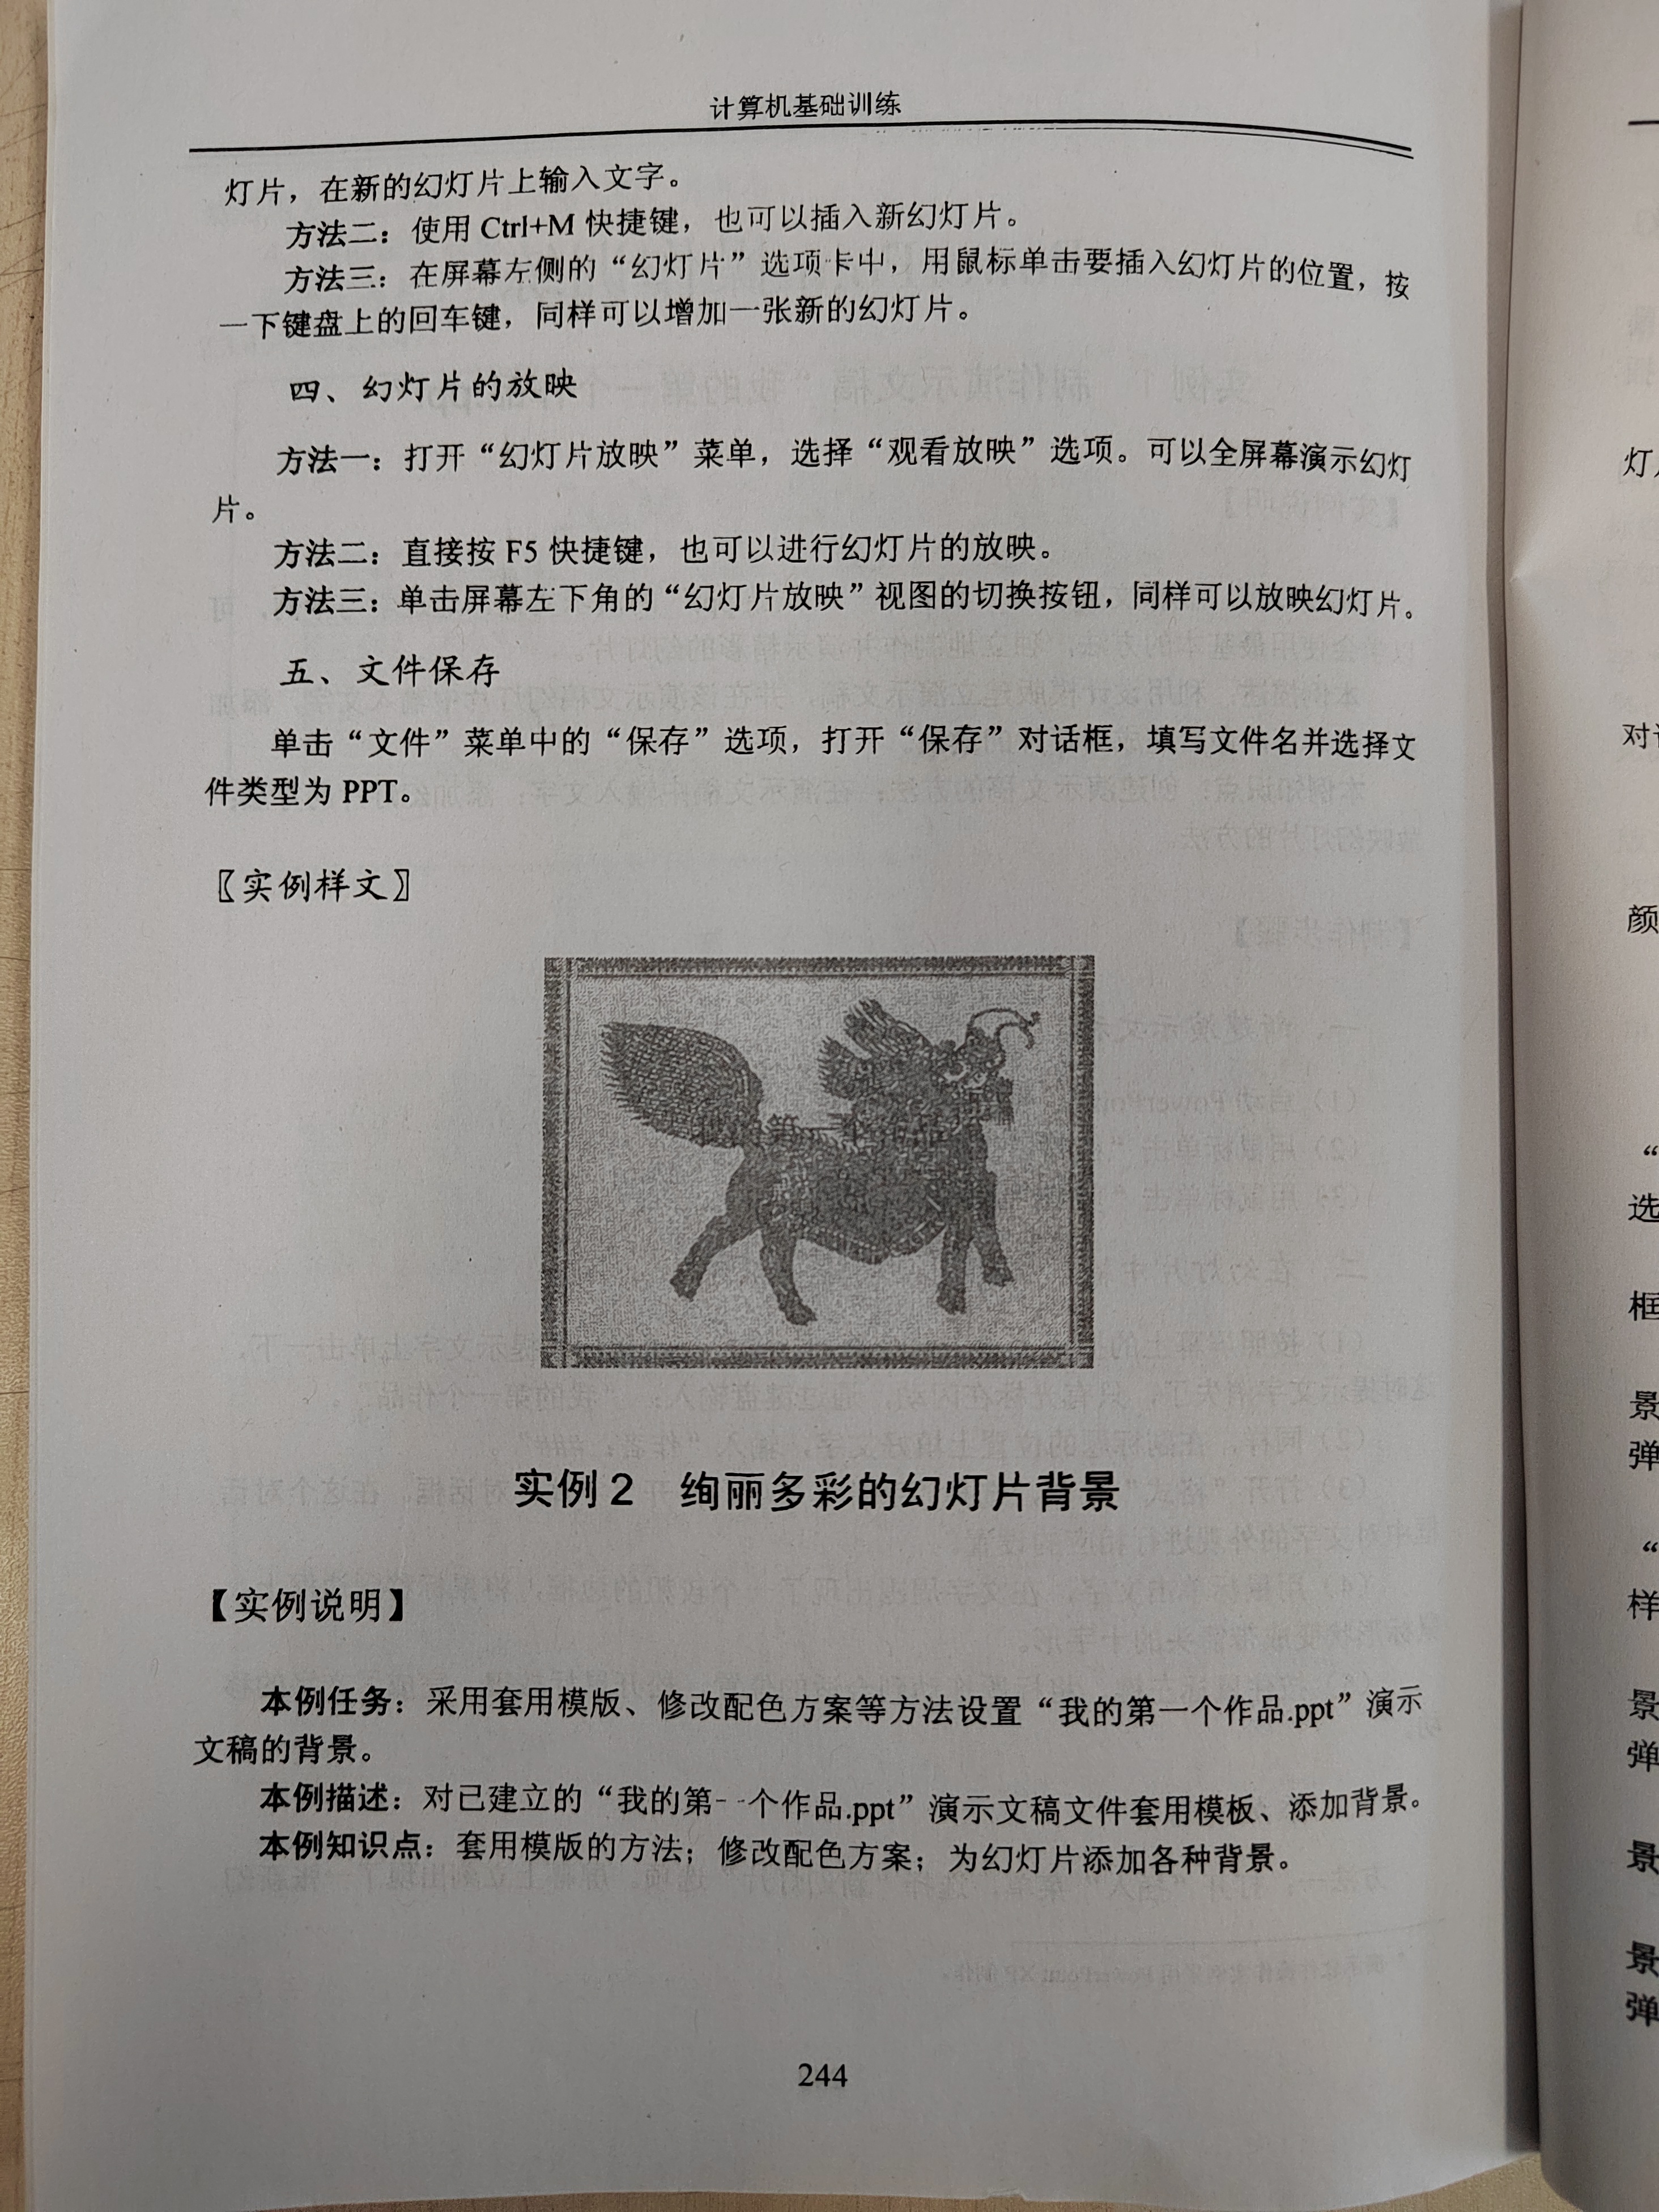 计算机基础训练
灯片，在新的幻灯片上输入文字。
方法二：使用 Ctrl+M 快捷键，也可以插入新幻灯片。
方法三：在屏幕左侧的“幻灯片”选项卡中，用鼠标单击要插入幻灯片的位置，按
一下键盘上的回车键，同样可以增加一张新的幻灯片。
四、幻灯片的放映
方法一：打开“幻灯片放映”菜单，选择“观看放映”选项。可以全屏幕演示幻灯
片。
方法二：直接按 F5 快捷键，也可以进行幻灯片的放映。
方法三：单击屏幕左下角的“幻灯片放映”视图的切换按钮，同样可以放映幻灯片。
五、文件保存
单击“文件”菜单中的“保存”选项，打开“保存”对话框，填写文件名并选择文
件类型为 PPT。
〖实例样文〗
实例 2 绚丽多彩的幻灯片背景
【实例说明】
本例任务：采用套用模版、修改配色方案等方法设置“我的第一个作品.ppt”演示
文稿的背景。
本例描述：对已建立的“我的第一个作品.ppt”演示文稿文件套用模板、添加背景。
本例知识点：套用模版的方法；修改配色方案；为幻灯片添加各种背景。
244
灯
对
颜
“
选
框
景
弹
“
样
景
弹
景
景
弹